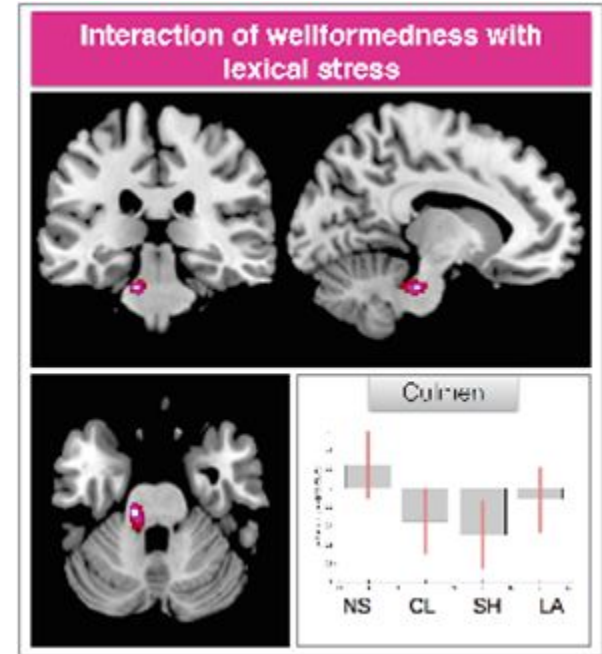 Interaction of wellformedness with
lexical stress
Culmen
NS CL SH LA